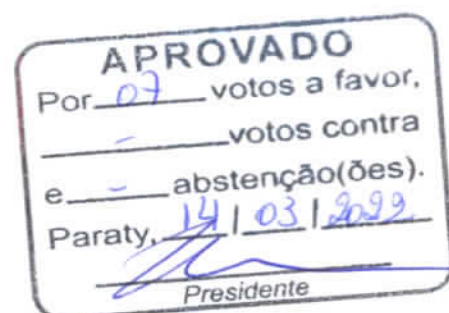 APROVADO
Por 07 votos a favor,
- votos contra
e - abstenção(ões).
Paraty, 14 | 03 | 2022
Presidente